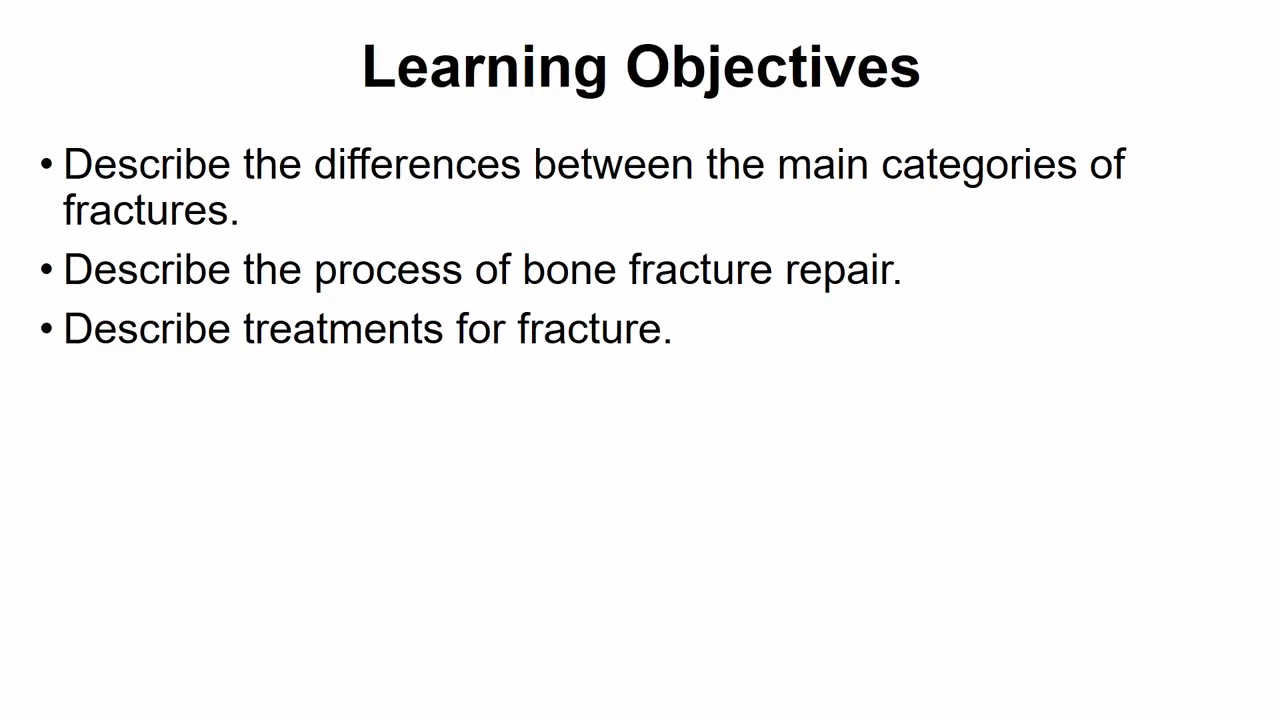 Learning Objectives
• Describe the differences between the main categories of
fractures.
• Describe the process of bone fracture repair.
• Describe treatments for fracture.